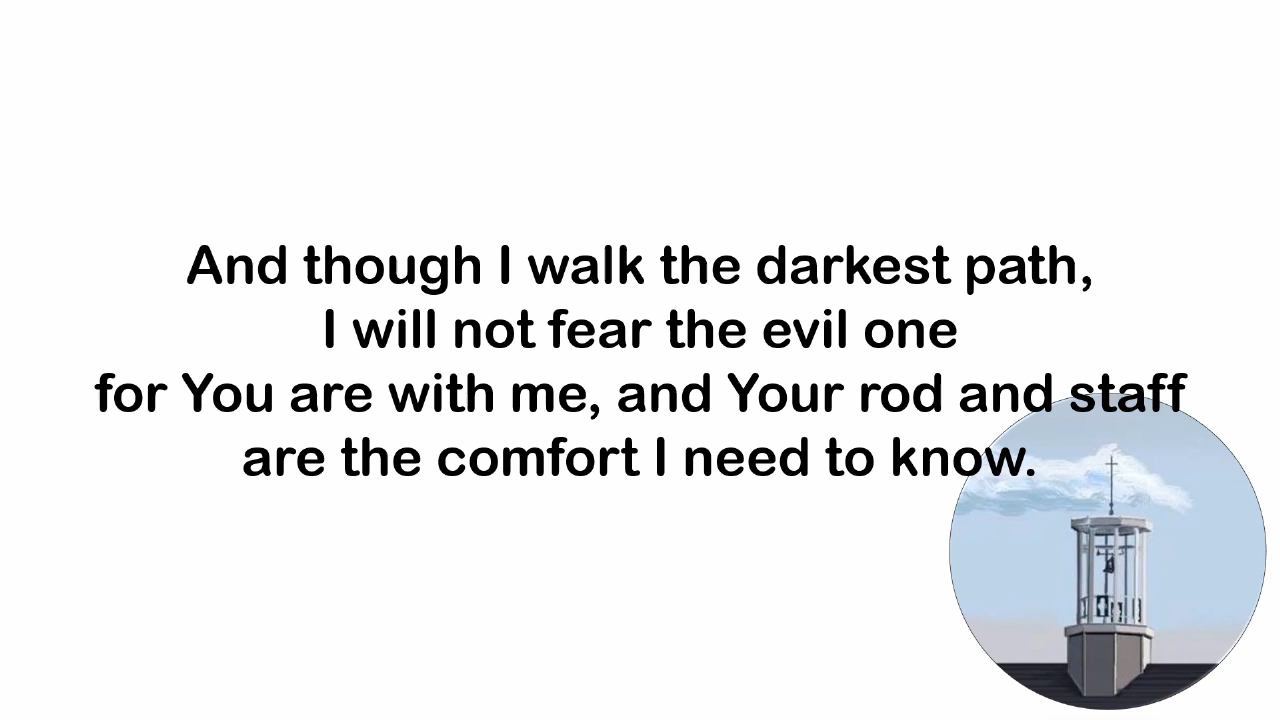 And though I walk the darkest path,
I will not fear the evil one
for You are with me, and Your rod and staff
are the comfort I need to know.